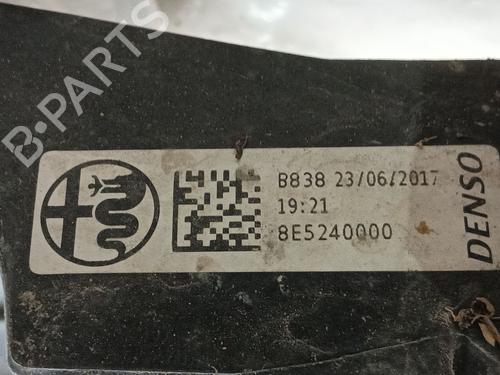 B-PARTS
B838 23/06/2017
19:21
8E5240000
DENSO